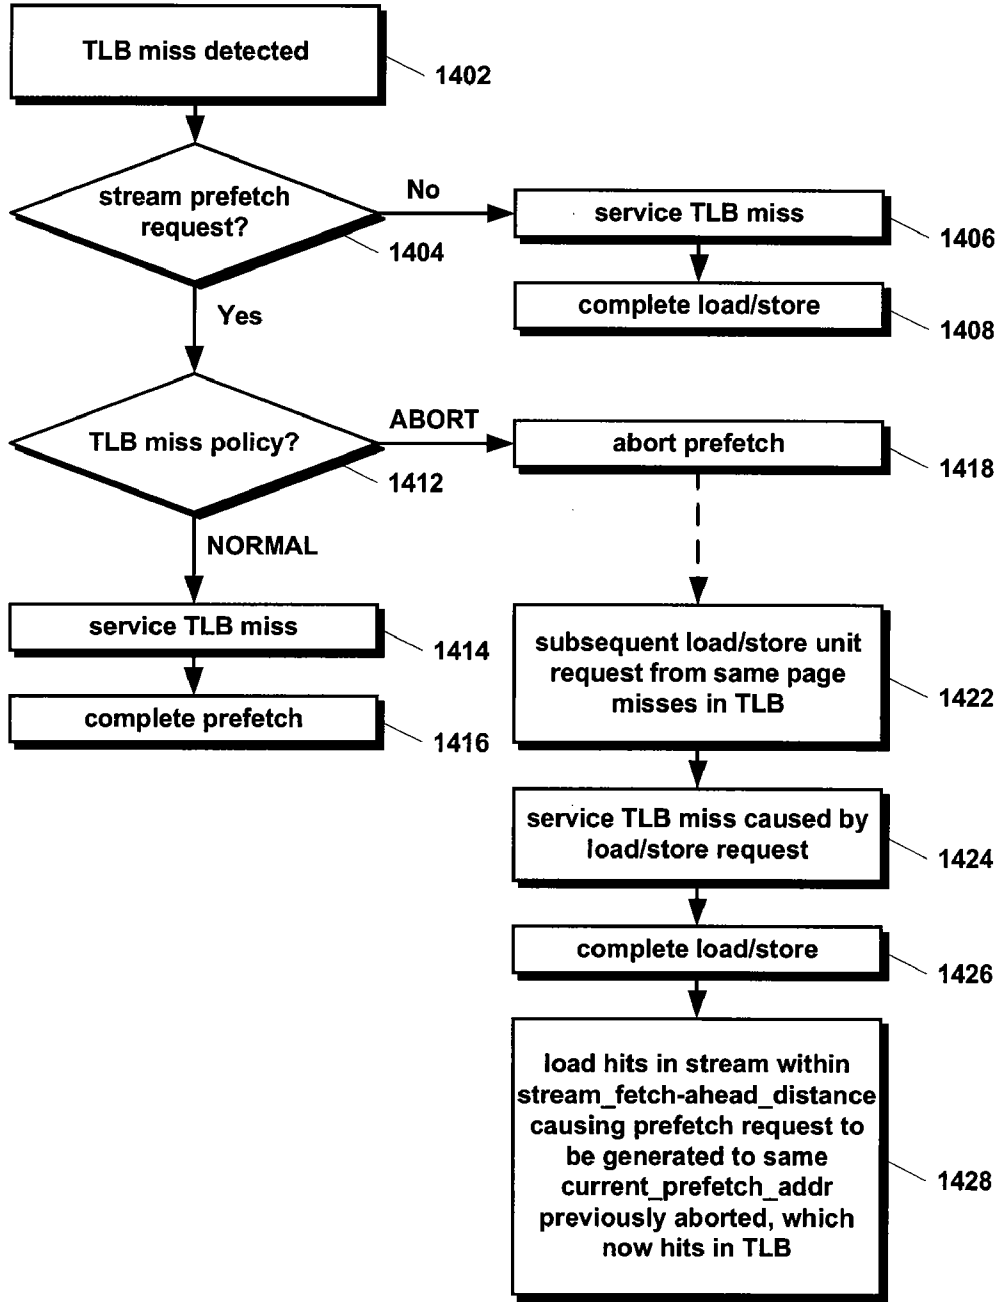 TLB miss detected
1402
stream prefetch
request?
1404
No
service TLB miss
1406
complete load/store
1408
Yes
TLB miss policy?
1412
ABORT
abort prefetch
1418
NORMAL
service TLB miss
1414
complete prefetch
1416
subsequent load/store unit
request from same page
misses in TLB
1422
service TLB miss caused by
load/store request
1424
complete load/store
1426
load hits in stream within
stream_fetch-ahead_distance
causing prefetch request to
be generated to same
current_prefetch_addr
previously aborted, which
now hits in TLB
1428